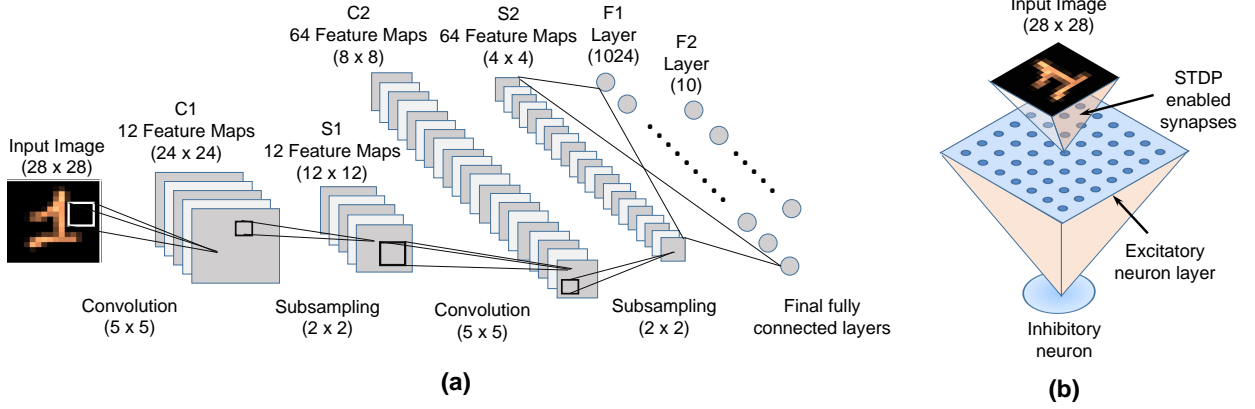 Input Image
(28 x 28)
C1
12 Feature Maps
(24 x 24)
S1
12 Feature Maps
(12 x 12)
C2
64 Feature Maps
(8 x 8)
S2
64 Feature Maps
(4 x 4)
F1
Layer
(1024)
F2
Layer
(10)
Convolution
(5 x 5)
Subsampling
(2 x 2)
Convolution
(5 x 5)
Subsampling
(2 x 2)
Final fully
connected layers
(a)
Input Image
(28 x 28)
STDP
enabled
synapses
Excitatory
neuron layer
Inhibitory
neuron
(b)